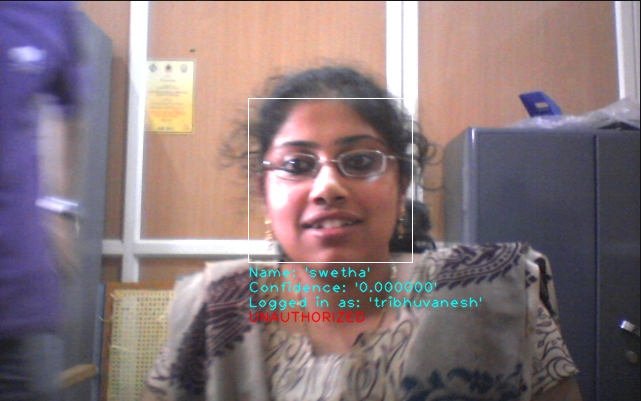 Name: 'swetha'
Confidence: '0.000000'
Logged in as: 'tribhuvanesh'
UNAUTHORIZED